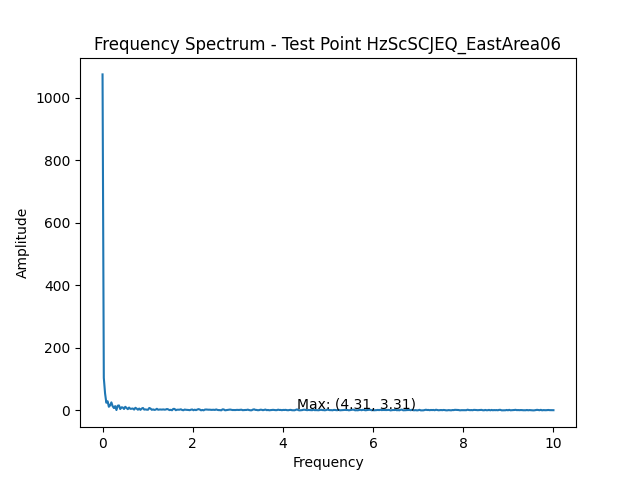 Frequency Spectrum - Test Point HzScSCJEQ_EastArea06
Amplitude
1000
800
600
400
200
0
Max: (4.31, 3.31)
0 2 4 6 8 10
Frequency